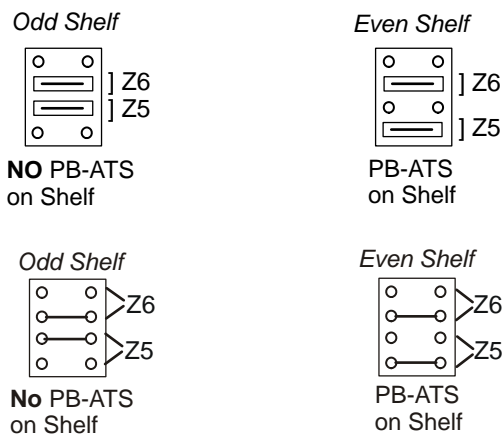 Odd Shelf
] Z6
] Z5
NO PB-ATS
on Shelf
Even Shelf
] Z6
] Z5
PB-ATS
on Shelf
Odd Shelf
Z6
Z5
No PB-ATS
on Shelf
Even Shelf
Z6
Z5
PB-ATS
on Shelf